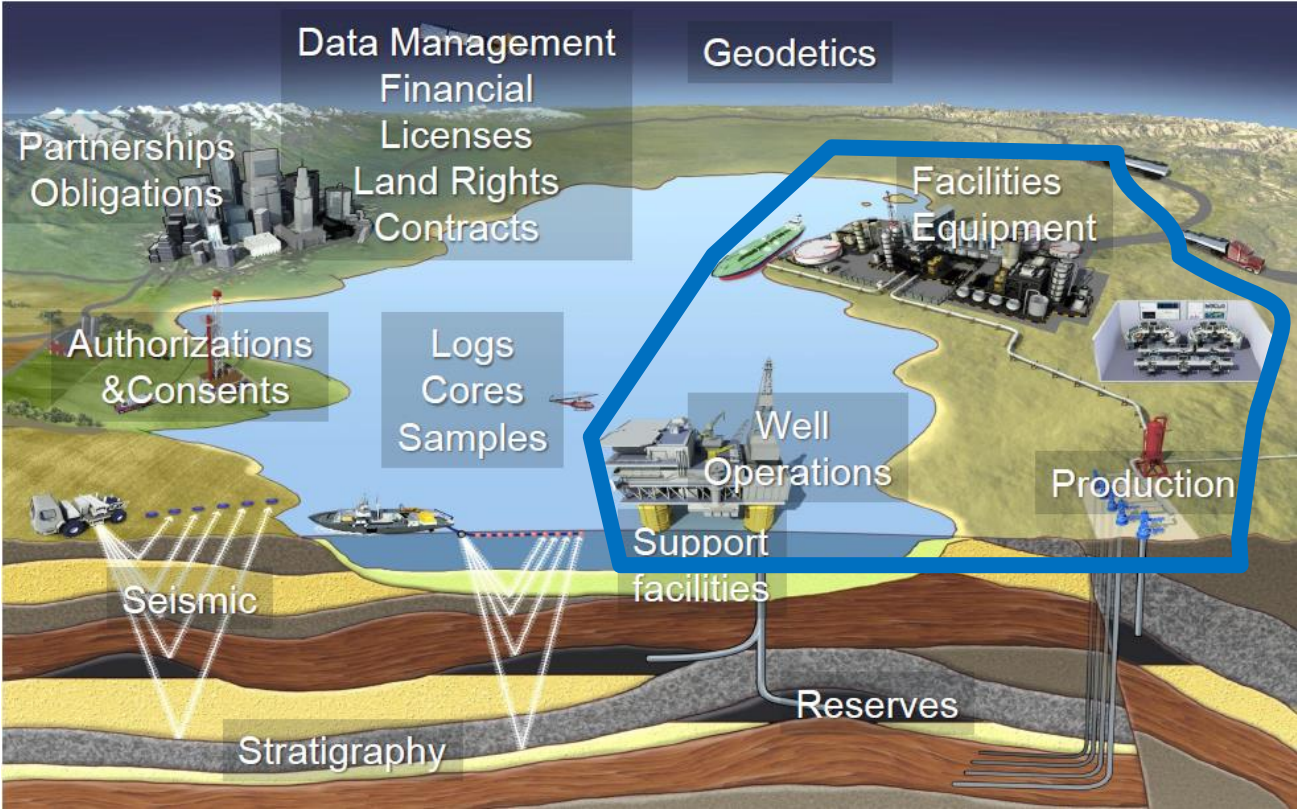 Data Management
Financial
Licenses
Land Rights
Contracts
Geodetics
Partnerships
Obligations
Facilities
Equipment
Authorizations
&Consents
Logs
Cores
Samples
Well
Operations
Production
Support
facilities
Seismic
Reserves
Stratigraphy